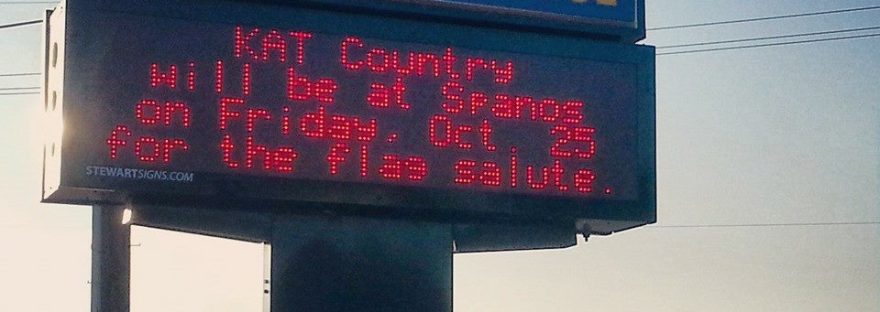 KAT Country
will be at Spanos
on Friday, Oct 25
for the flag salute.
STEWARTSIGNS.COM